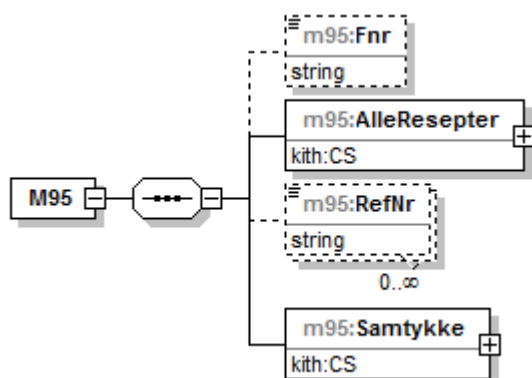 m95:Fnr
string
m95:AlleResepter
kith:CS
M95
m95:RefNr
string
0..∞
m95:Samtykke
kith:CS